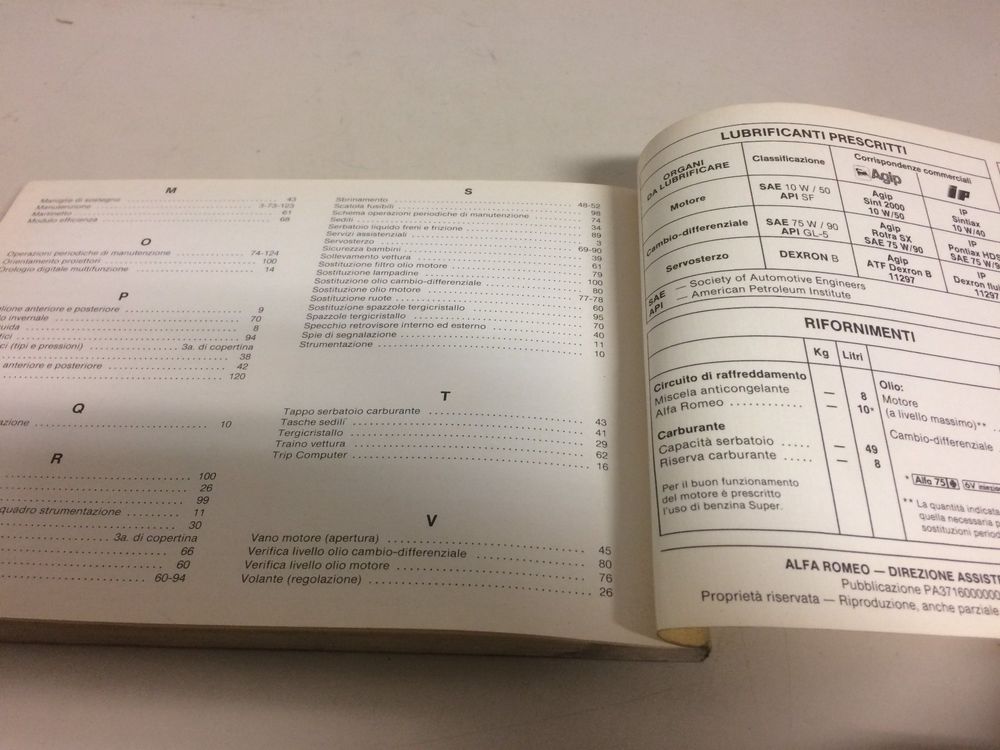 M
Maniglie di sostegno 43
Manutenzione 3-73-123
Martinetto 61
Modulo efficienza 68
O
Operazioni periodiche di manutenzione 74-124
Orientamento proiettori 100
Orologio digitale multifunzione 14
P
anteriore e posteriore 9
invernale 70
8
94
(tipi e pressioni) 3a. di copertina
38
anteriore e posteriore 42
120
Q
10
R
100
26
99
quadro strumentazione 11
30
3a. di copertina
66
60
60-94
S
Sbrinamento 48-52
Scatola fusibili 98
Schema operazioni periodiche di manutenzione 74
Sedili 34
Serbatoio liquido freni e frizione 89
Servizi assistenziali 3
Servosterzo 69-90
Sicurezza bambini 39
Sollevamento vettura 61
Sostituzione filtro olio motore 79
Sostituzione lampadine 100
Sostituzione olio cambio-differenziale 80
Sostituzione olio motore 77-78
Sostituzione ruote 60
Sostituzione spazzole tergicristallo 95
Spazzole tergicristallo 70
Specchio retrovisore interno ed esterno 40
Spie di segnalazione 11
Strumentazione 10
T
Tappo serbatoio carburante 43
Tasche sedili 41
Tergicristallo 29
Traino vettura 62
Trip Computer 16
V
Vano motore (apertura) 45
Verifica livello olio cambio-differenziale 80
Verifica livello olio motore 76
Volante (regolazione) 26
LUBRIFICANTI PRESCRITTI
ORGANI DA LUBRIFICARE
Classificazione
Corrispondenze commerciali
Agip
IP
Motore
SAE 10 W / 50
API SF
Agip
Sint 2000
10 W/50
IP
Sintiax
10 W/40
Cambio-differenziale
SAE 75 W / 90
API GL-5
Agip
Rotra SX
SAE 75 W/90
IP
Pontiax HDS
SAE 75 W/9
Servosterzo
DEXRON B
Agip
ATF Dexron B
11297
IP
Dexron
11297
SAE — Society of Automotive Engineers
API — American Petroleum Institute
RIFORNIMENTI
Kg Litri
Circuito di raffreddamento
Miscela anticongelante — 8
Alfa Romeo — 10*
Carburante
Capacità serbatoio — 49
Riserva carburante — 8
Per il buon funzionamento
del motore è prescritto
l'uso di benzina Super.
Olio:
Motore
(a livello massimo)**
Cambio-differenziale
* Alfa 75 6V
** La quantità indicata
quella necessaria
sostituzioni
ALFA ROMEO — DIREZIONE
Pubblicazione PA3716000000
Proprietà riservata — Riproduzione, anche parziale